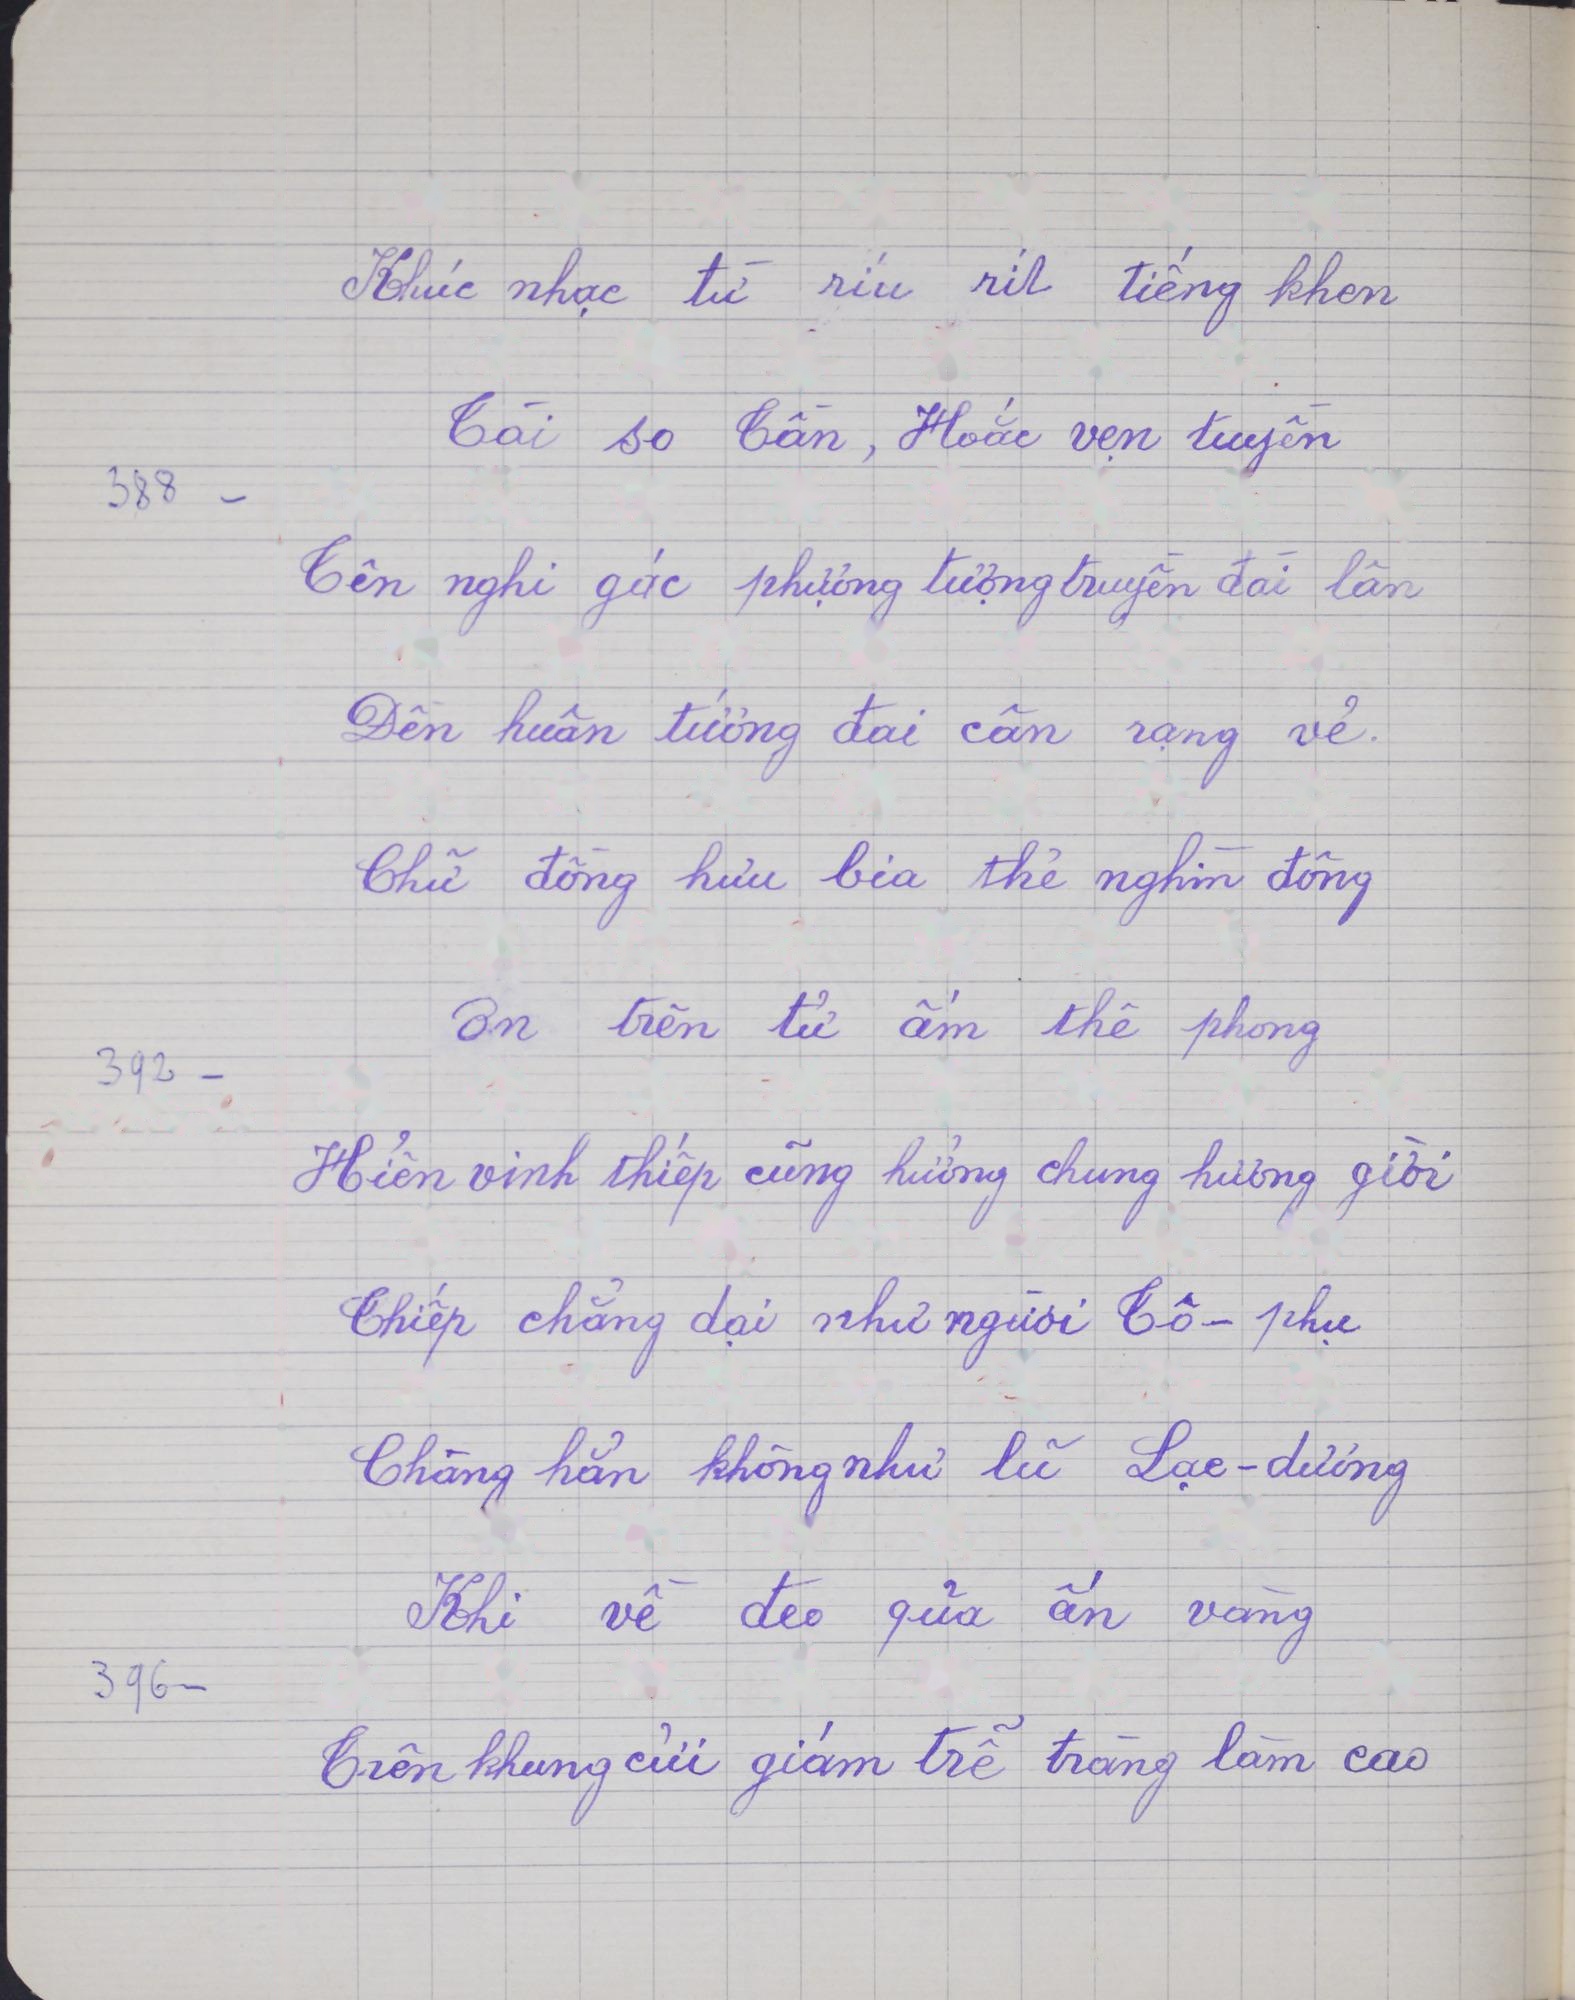 Khúc nhạc từ ríu rít tiếng khen
Tài so Tần, Hoắc vẹn tuyền
388 -
Tên nghi gác phượng tượng truyền đài lân
Dền huân tướng đai cân rạng vẻ.
Chữ đồng hưu bia thẻ nghìn đông
Ơn trên tử ấm thê phong
392 -
Hiển vinh thiếp cũng hưởng chung hương giời
Thiếp chẳng dại như người Tô-phụ
Chàng hẳn không như lũ Lạc-dương
Khi về đeo qủa ấn vàng
396 -
Trên khung cửi giám trễ tràng làm cao